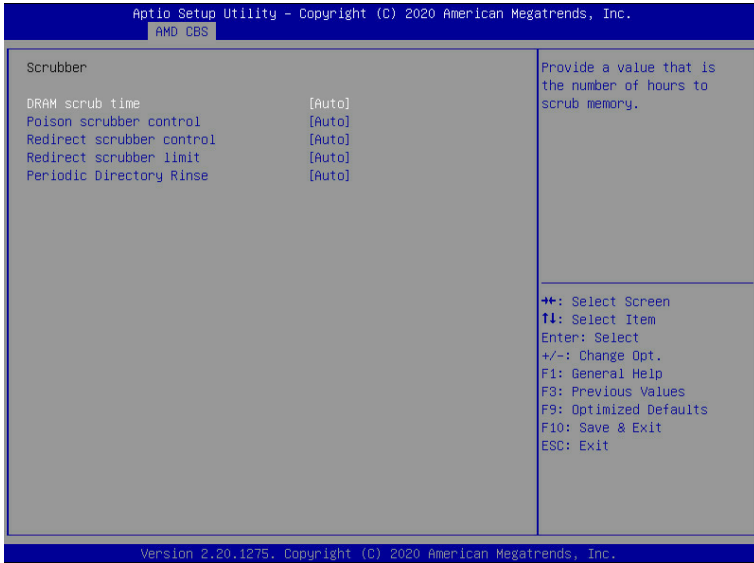 Aptio Setup Utility – Copyright (C) 2020 American Megatrends, Inc.
AMD CBS
Scrubber
DRAM scrub time [Auto]
Poison scrubber control [Auto]
Redirect scrubber control [Auto]
Redirect scrubber limit [Auto]
Periodic Directory Rinse [Auto]
Provide a value that is
the number of hours to
scrub memory.
→←: Select Screen
↑↓: Select Item
Enter: Select
+/-: Change Opt.
F1: General Help
F3: Previous Values
F9: Optimized Defaults
F10: Save & Exit
ESC: Exit
Version 2.20.1275. Copyright (C) 2020 American Megatrends, Inc.